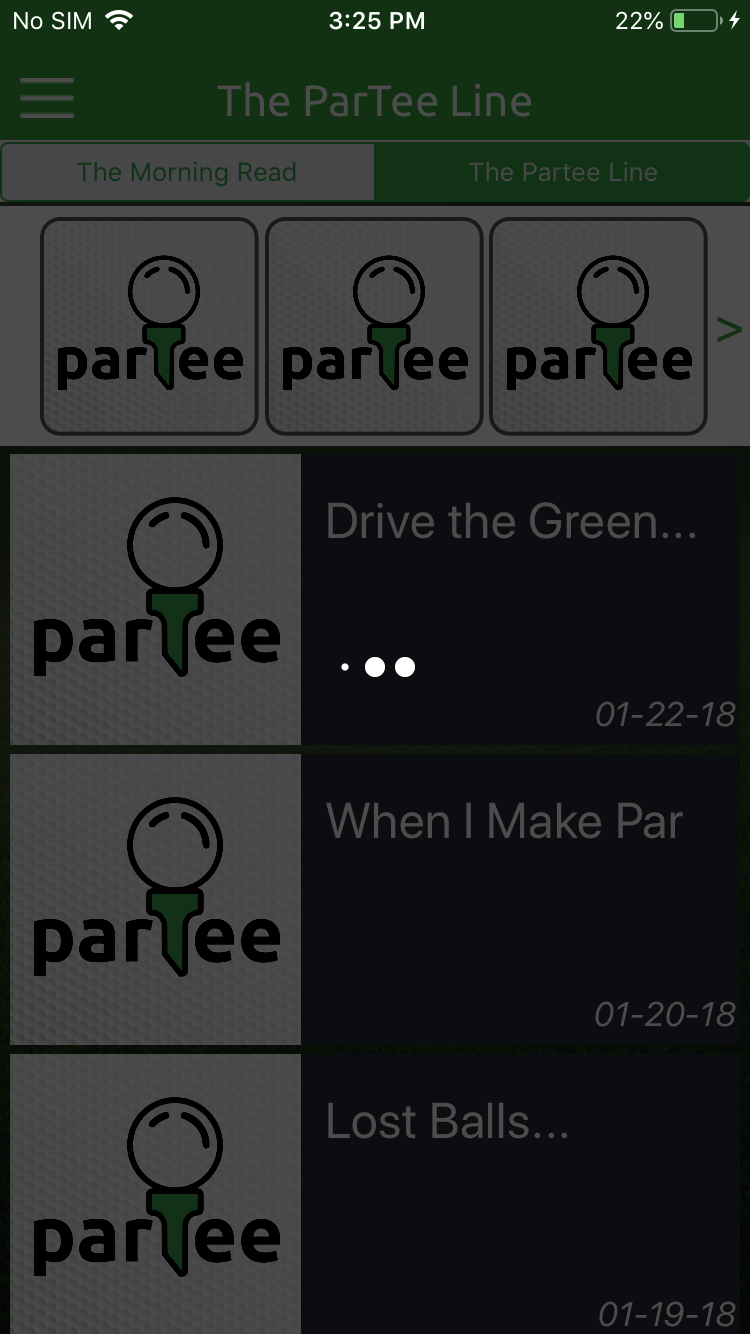 No SIM 3:25 PM 22%
The ParTee Line
The Morning Read The Partee Line
parTee parTee parTee >
Drive the Green...
parTee
01-22-18
When I Make Par
parTee
01-20-18
Lost Balls...
parTee
01-19-18